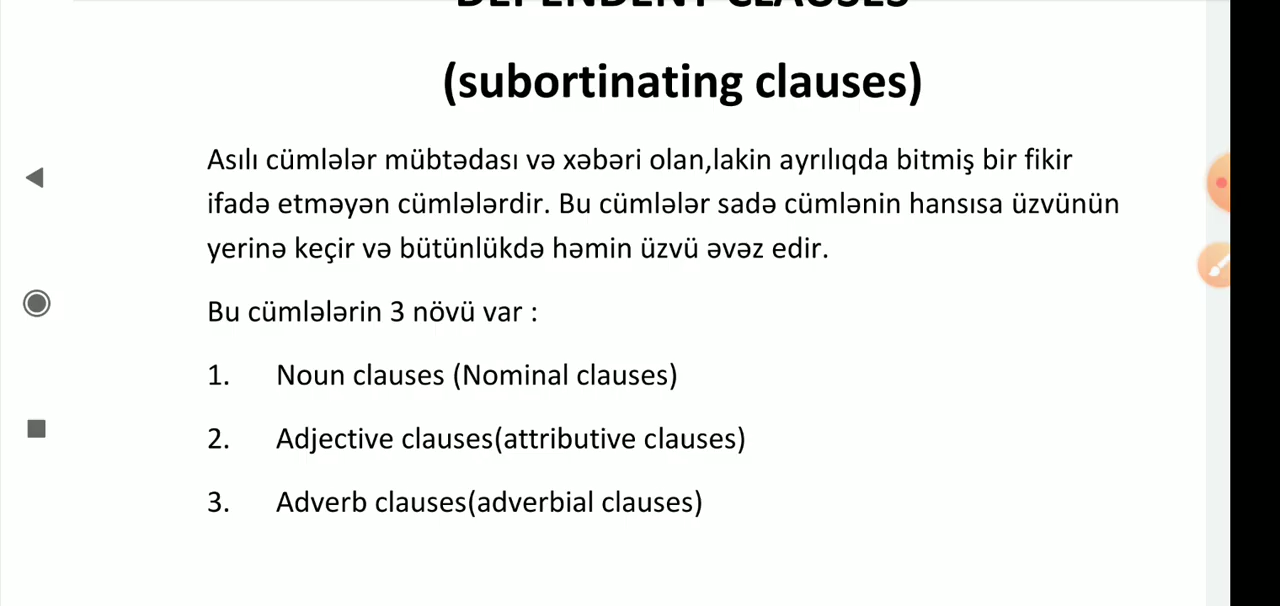 DEPENDENT CLAUSES
(subortinating clauses)
Asılı cümlələr mübtədası və xəbəri olan,lakin ayrılıqda bitmiş bir fikir
ifadə etməyən cümlələrdir. Bu cümlələr sadə cümlənin hansısa üzvünün
yerinə keçir və bütünlükdə həmin üzvü əvəz edir.
Bu cümlələrin 3 növü var :
1. Noun clauses (Nominal clauses)
2. Adjective clauses(attributive clauses)
3. Adverb clauses(adverbial clauses)